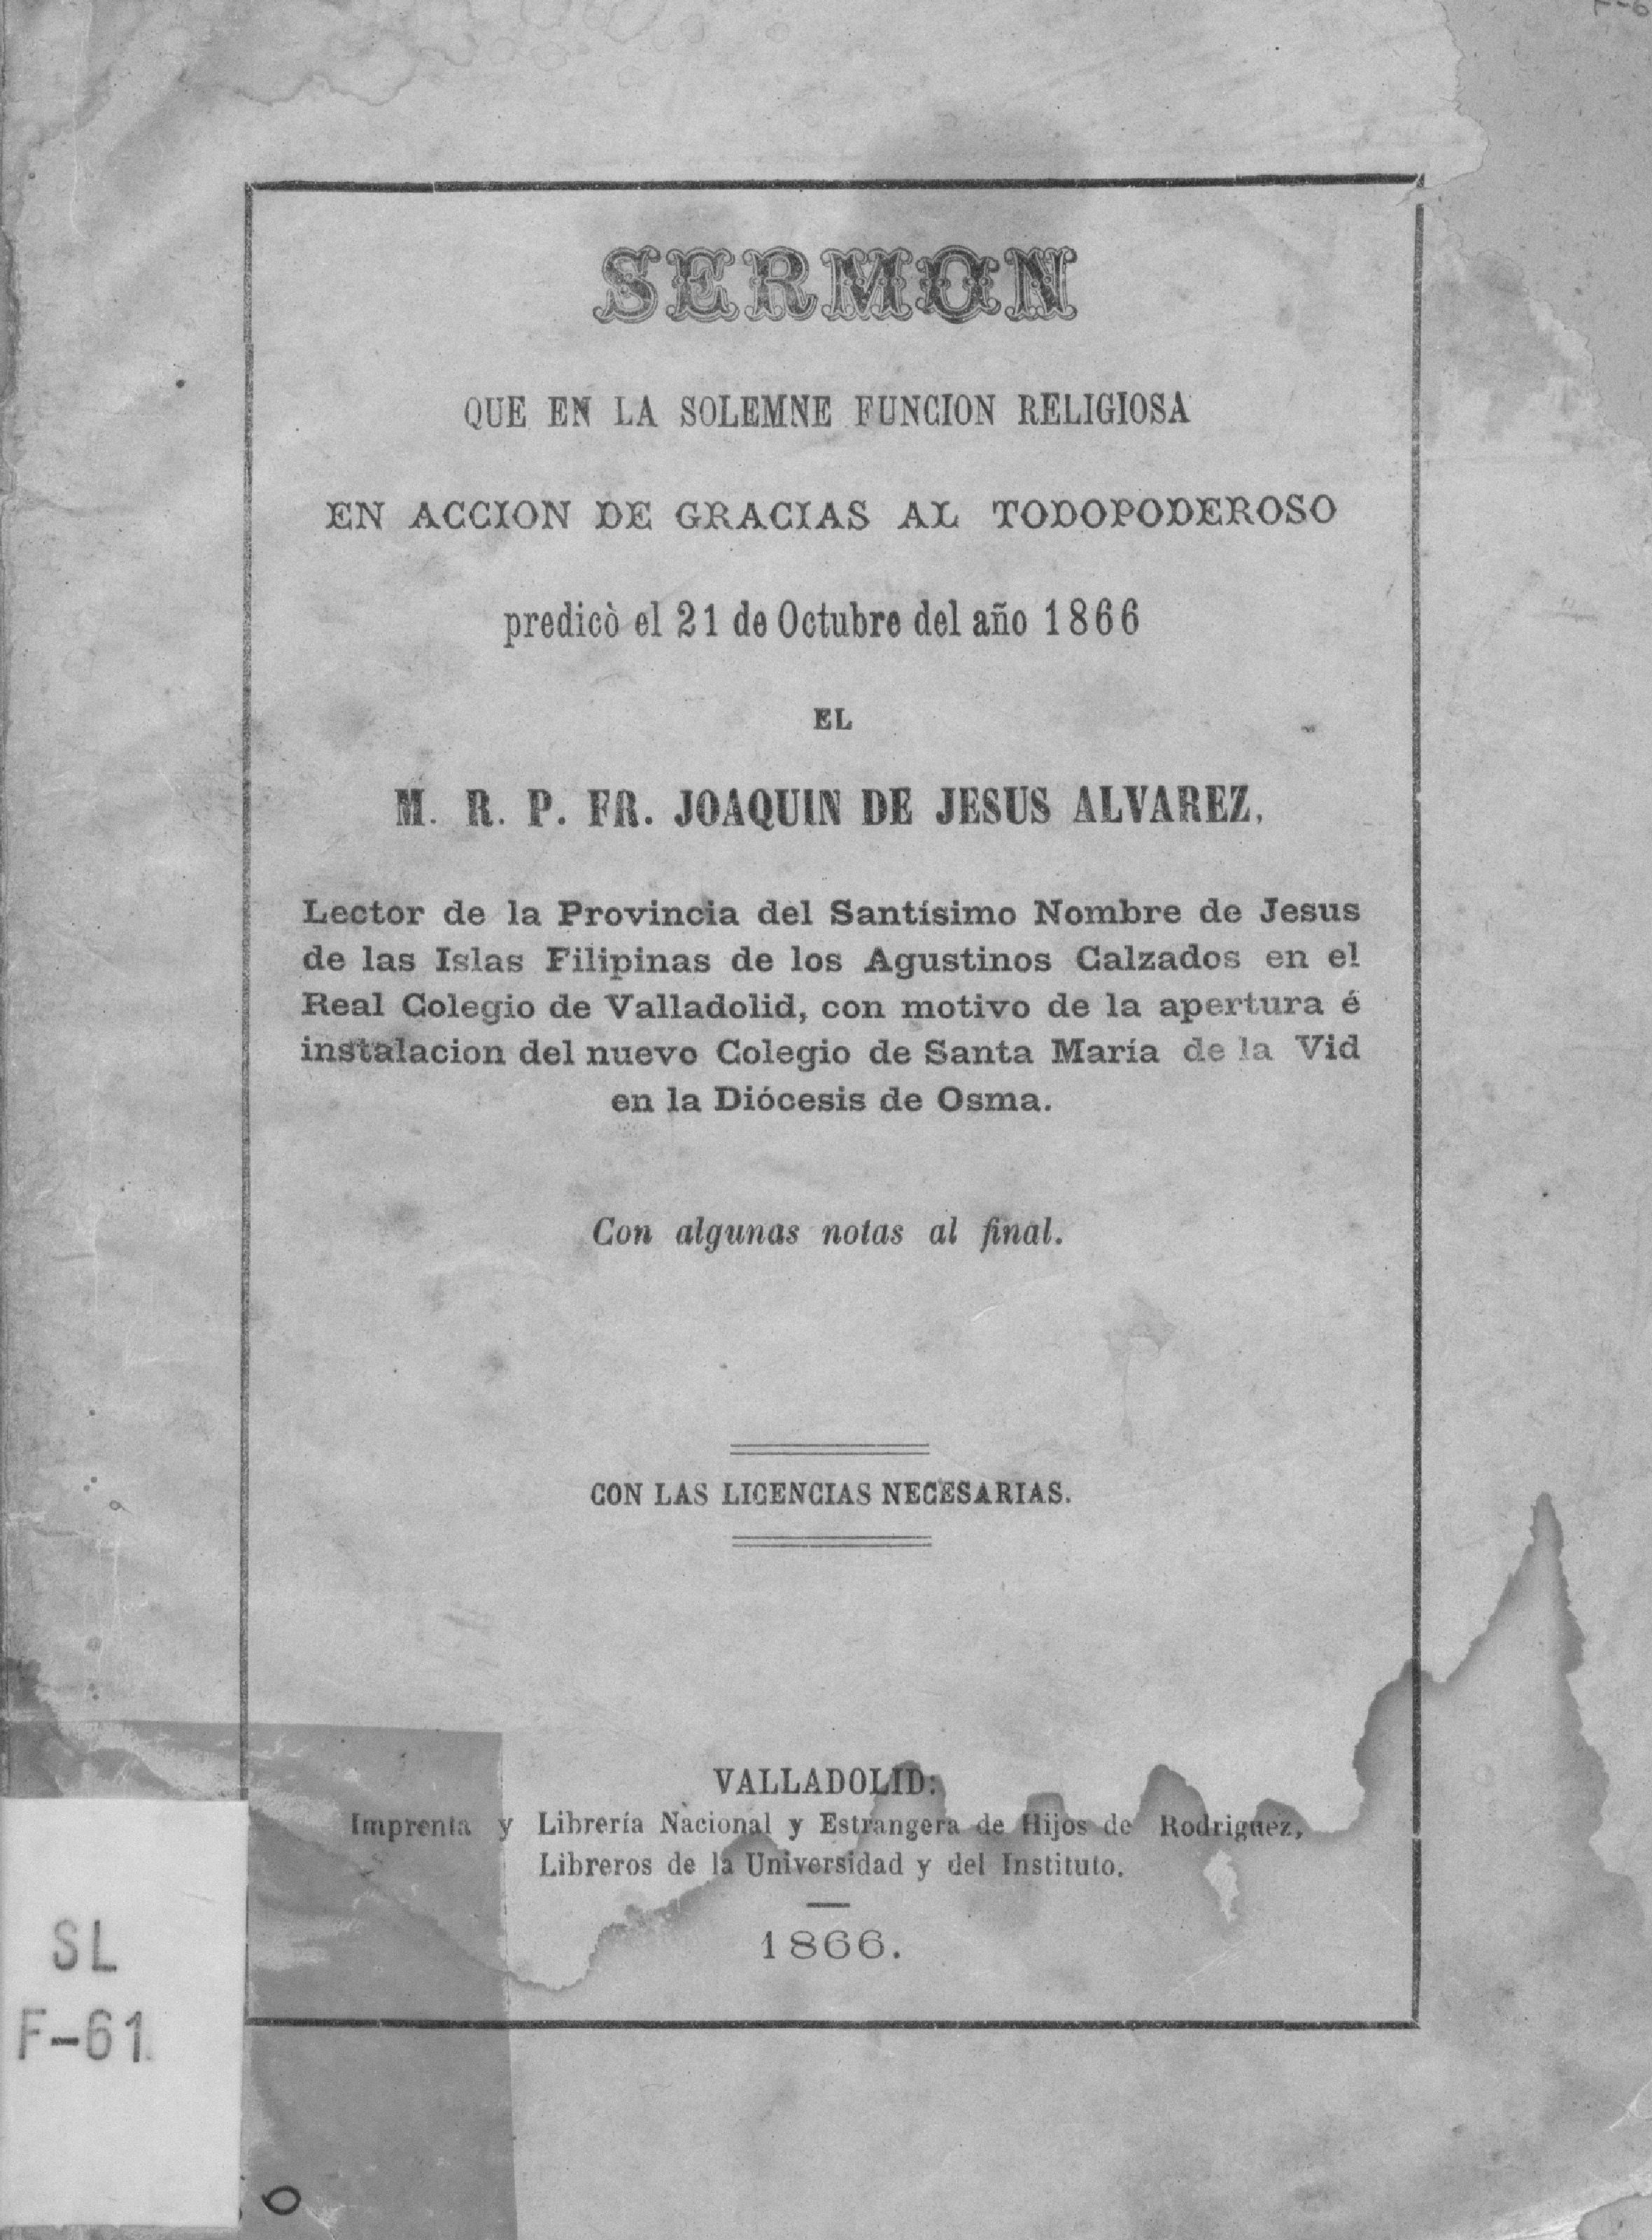 SERMON
QUE EN LA SOLEMNE FUNCION RELIGIOSA
EN ACCION DE GRACIAS AL TODOPODEROSO
predicò el 21 de Octubre del año 1866
EL
M. R. P. FR. JOAQUIN DE JESUS ALVAREZ,
Lector de la Provincia del Santísimo Nombre de Jesus
de las Islas Filipinas de los Agustinos Calzados en el
Real Colegio de Valladolid, con motivo de la apertura é
instalacion del nuevo Colegio de Santa María de la Vid
en la Diócesis de Osma.
Con algunas notas al final.
CON LAS LICENCIAS NECESARIAS.
VALLADOLID:
Imprenta y Librería Nacional y Estrangera de Hijos de Rodriguez,
Libreros de la Universidad y del Instituto.
1866.
SL
F-61